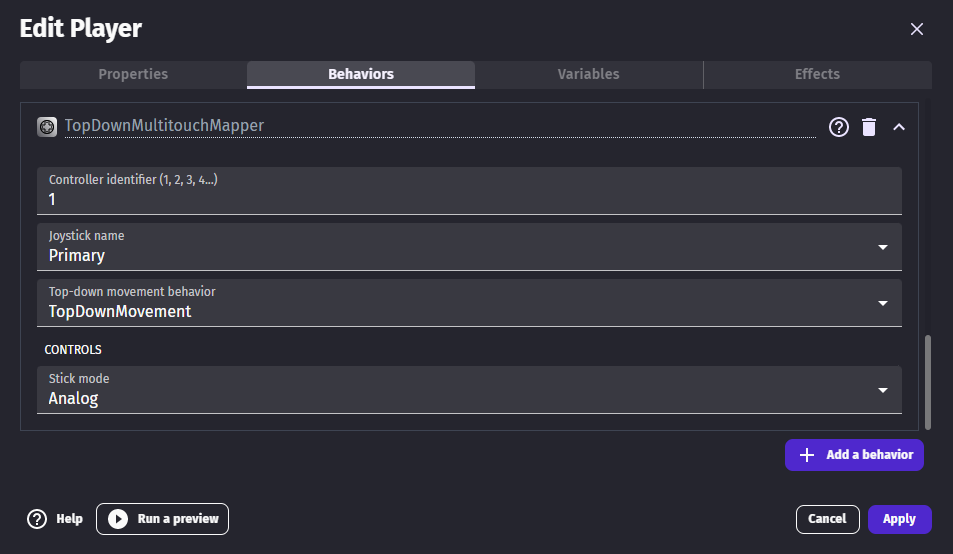 Edit Player
Properties
Behaviors
Variables
Effects
TopDownMultitouchMapper
Controller identifier (1, 2, 3, 4...)
1
Joystick name
Primary
Top-down movement behavior
TopDownMovement
CONTROLS
Stick mode
Analog
Add a behavior
Help
Run a preview
Cancel
Apply